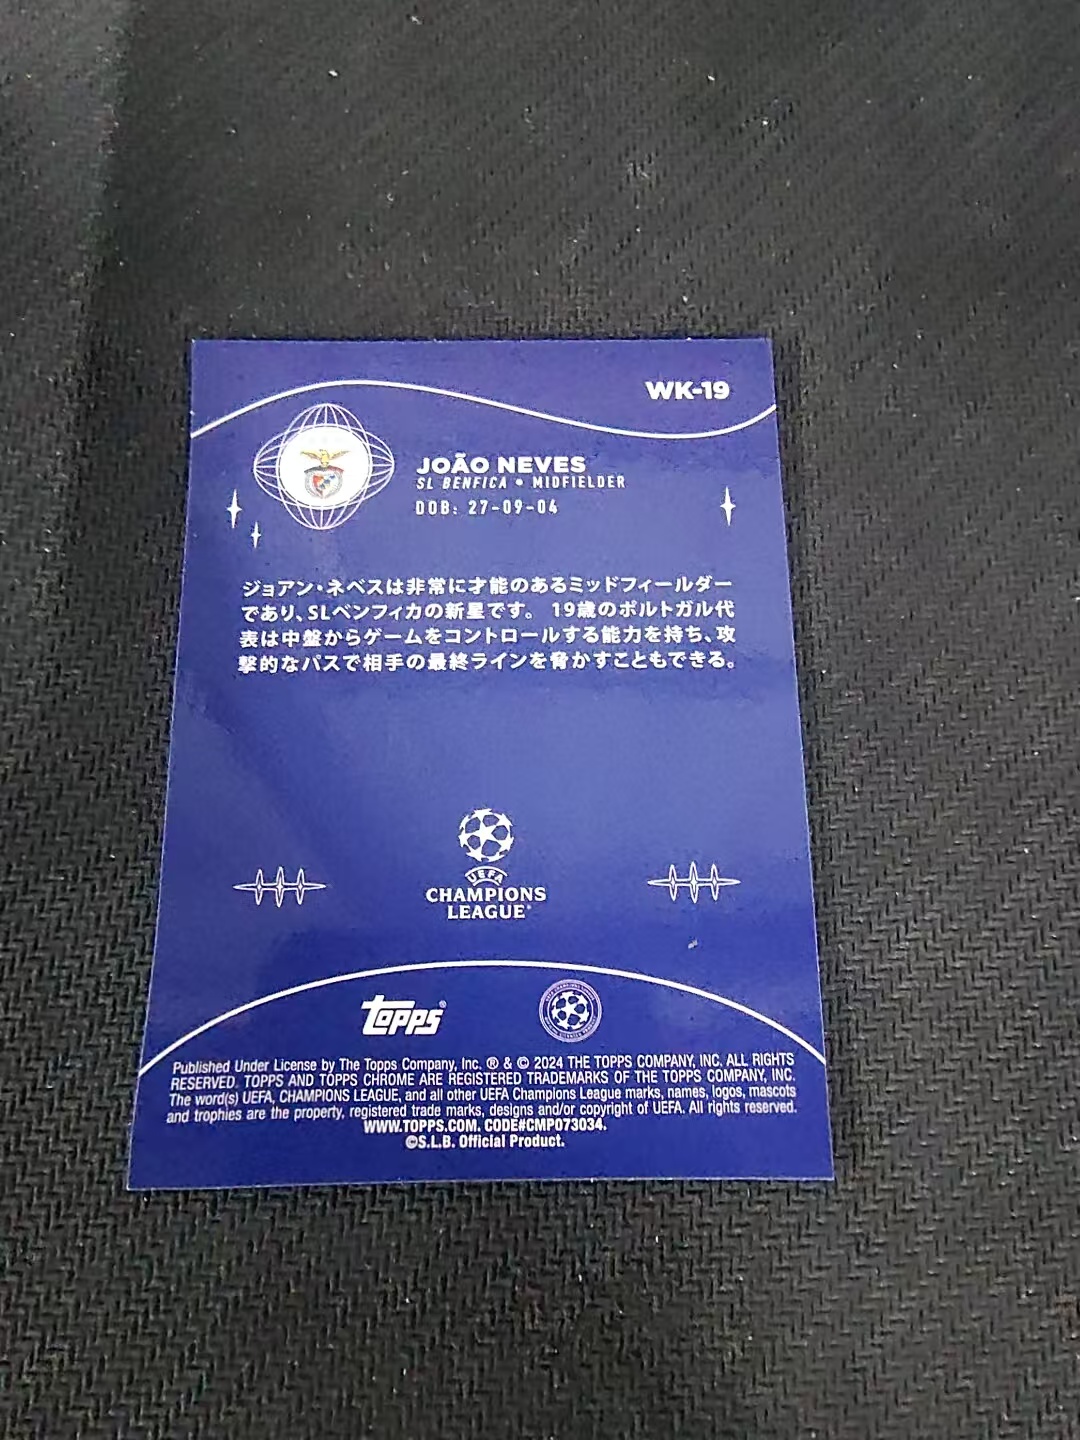 WK-19
JOÃO NEVES
SL BENFICA • MIDFIELDER
DOB: 27-09-04
ジョアン・ネベスは非常に才能のあるミッドフィールダー
であり、SLベンフィカの新星です。 19歳のポルトガル代
表は中盤からゲームをコントロールする能力を持ち、攻
撃的なパスで相手の最終ラインを脅かすこともできる。
UEFA
CHAMPIONS
LEAGUE®
topps®
Published Under License by The Topps Company, Inc. ® & © 2024 THE TOPPS COMPANY, INC. ALL RIGHTS
RESERVED. TOPPS AND TOPPS CHROME ARE REGISTERED TRADEMARKS OF THE TOPPS COMPANY, INC.
The word(s) UEFA, CHAMPIONS LEAGUE, and all other UEFA Champions League marks, names, logos, mascots
and trophies are the property, registered trade marks, designs and/or copyright of UEFA. All rights reserved.
WWW.TOPPS.COM. CODE#CMP073034.
©S.L.B. Official Product.